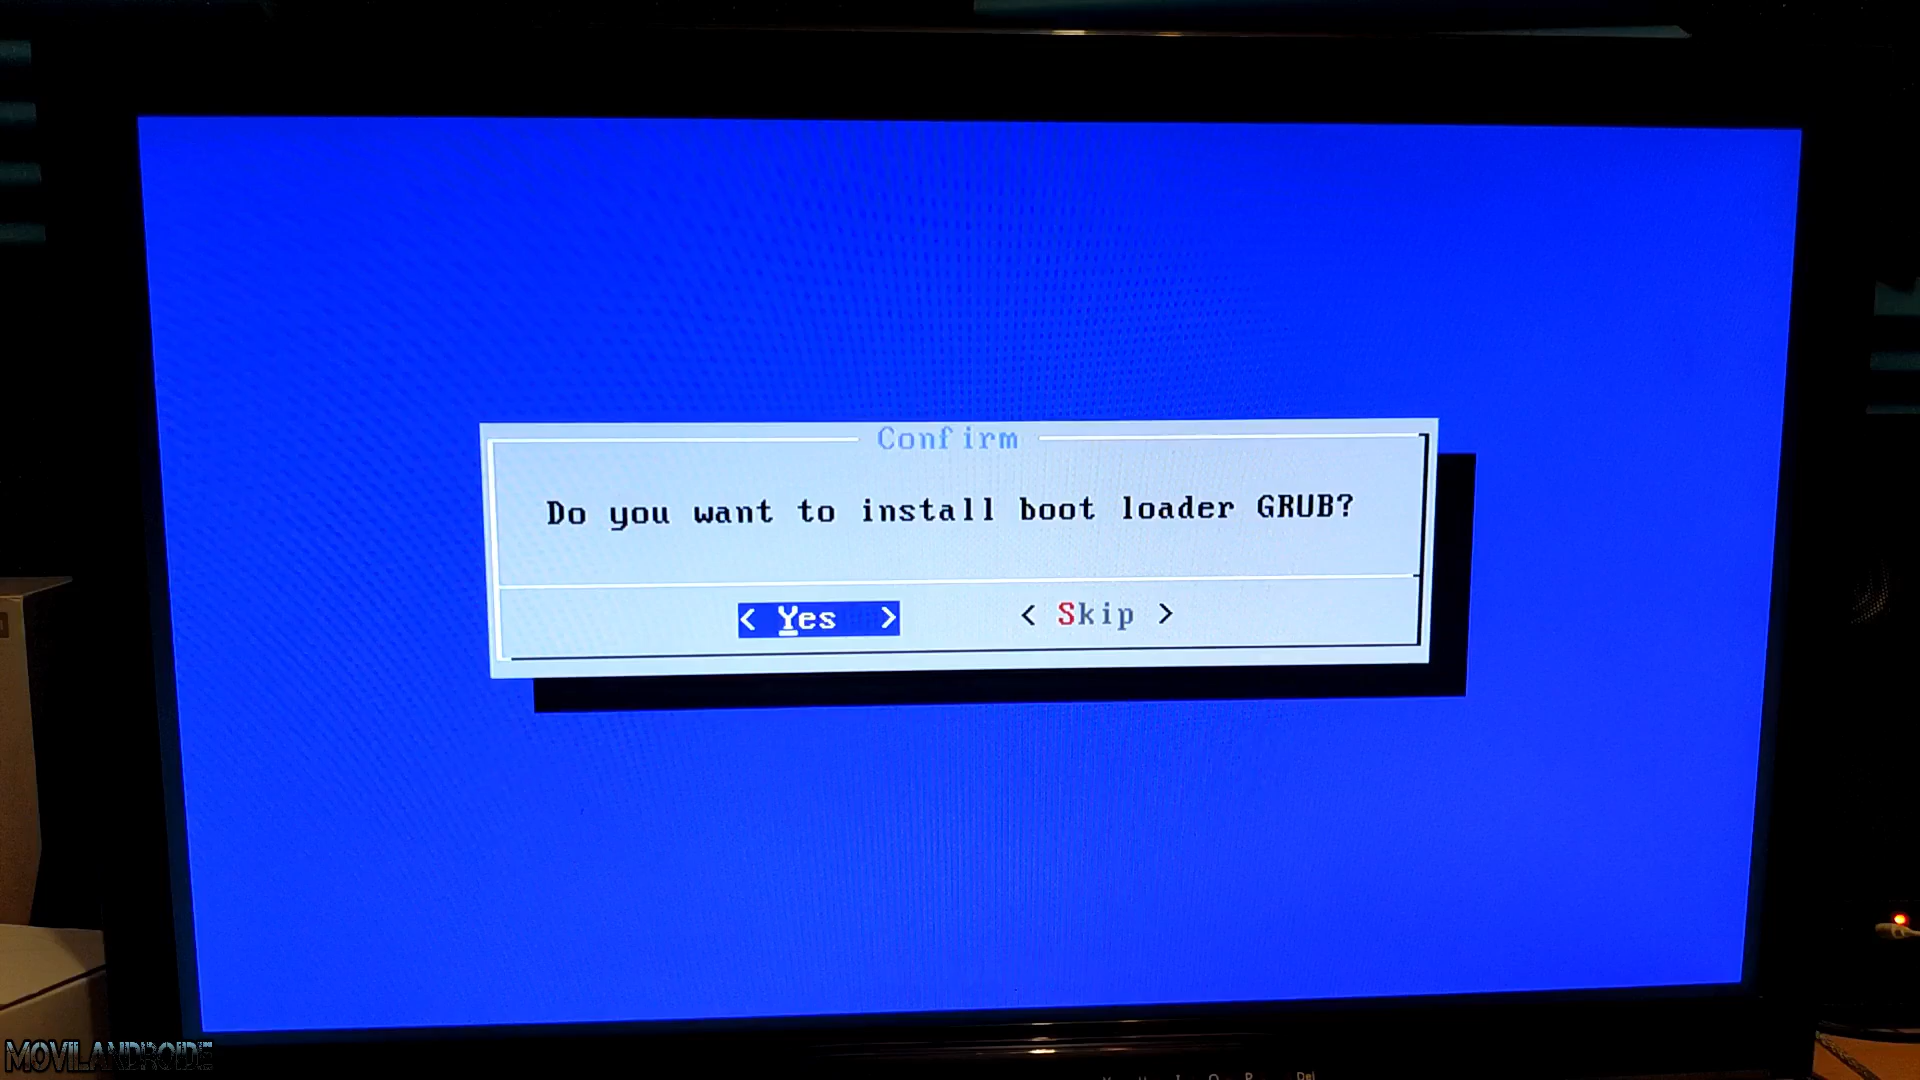 Confirm
Do you want to install boot loader GRUB?
< Yes > < Skip >
MOVILANDROIDE